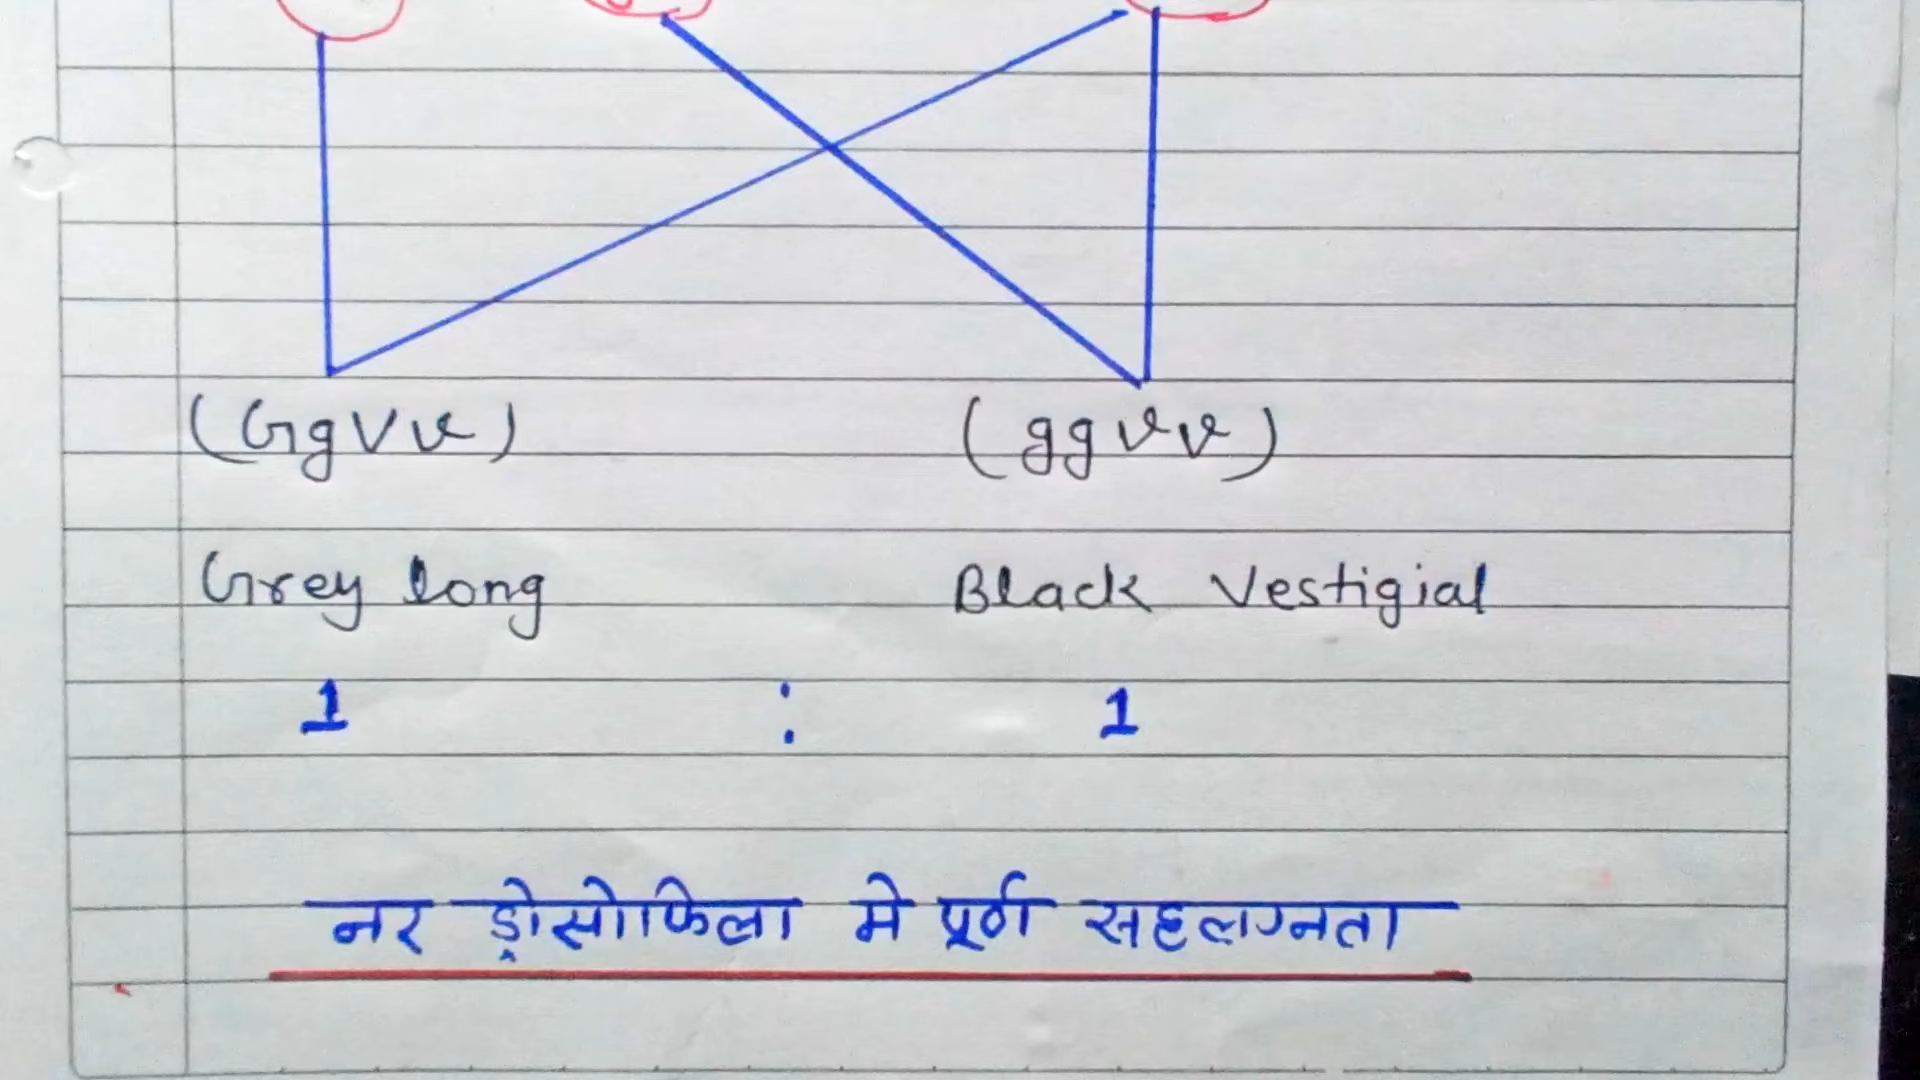 (GgVv) (ggvv)
Grey long Black Vestigial
1 : 1
नर ड्रोसोफिला मे पूर्ण सहलग्नता